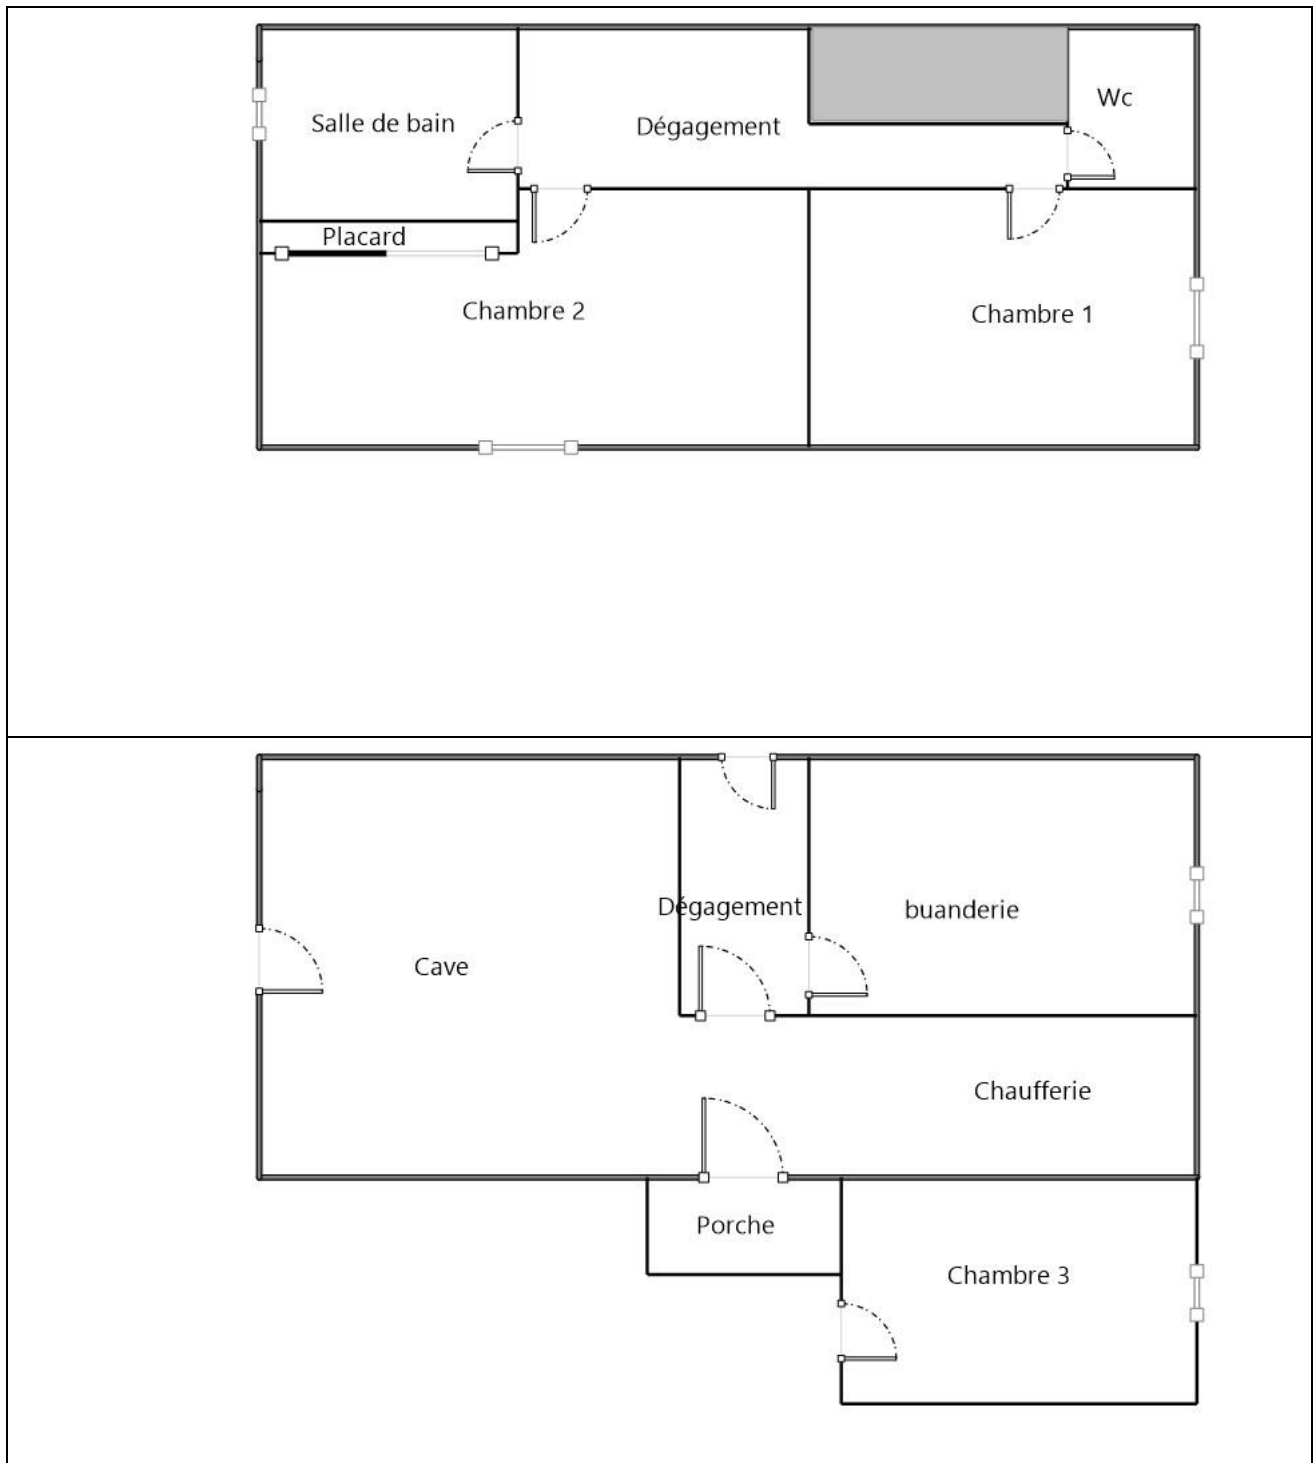 Wc
Salle de bain
Dégagement
Placard
Chambre 2
Chambre 1
Dégagement
buanderie
Cave
Chaufferie
Porche
Chambre 3